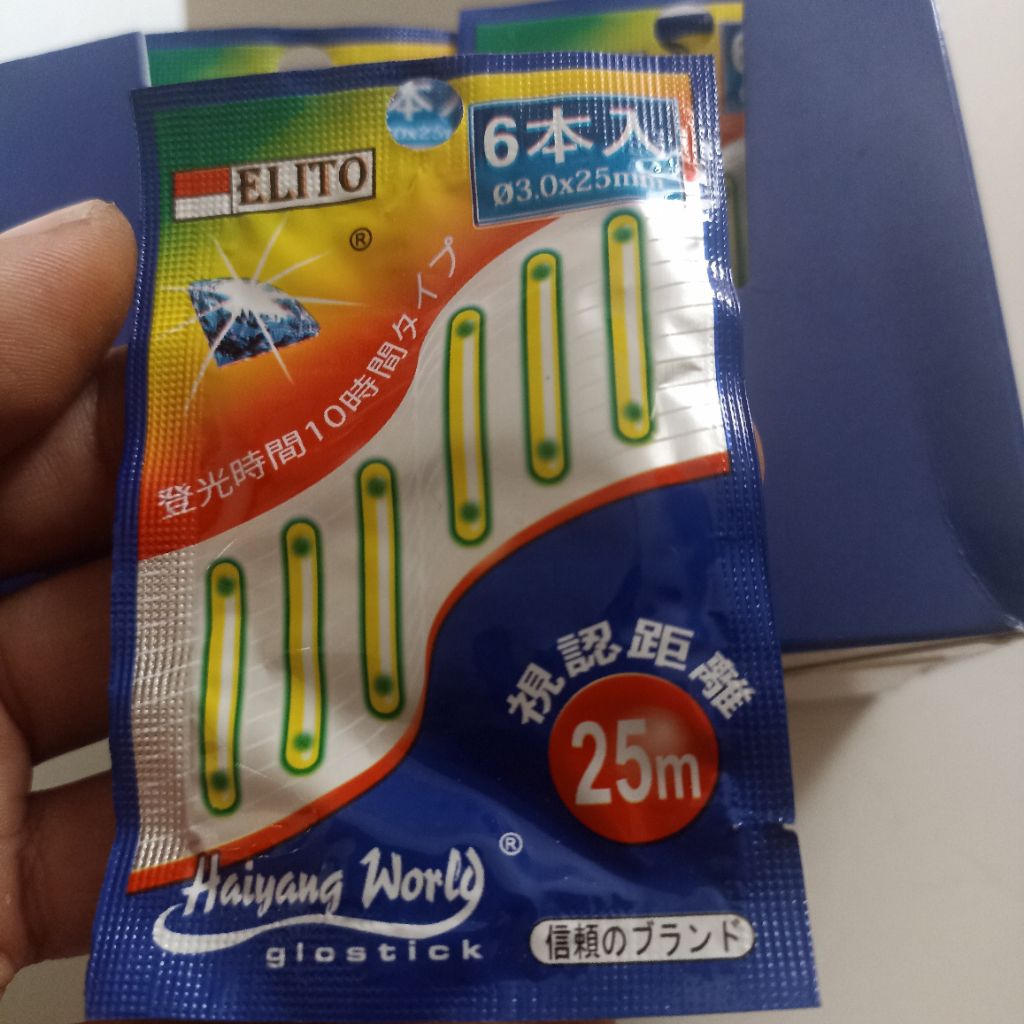 ELITO
®
6本入
Ø3.0x25mm
登光時間10時間タイプ
視認距離
25m
Haiyang World ®
glostick
信頼のブランド